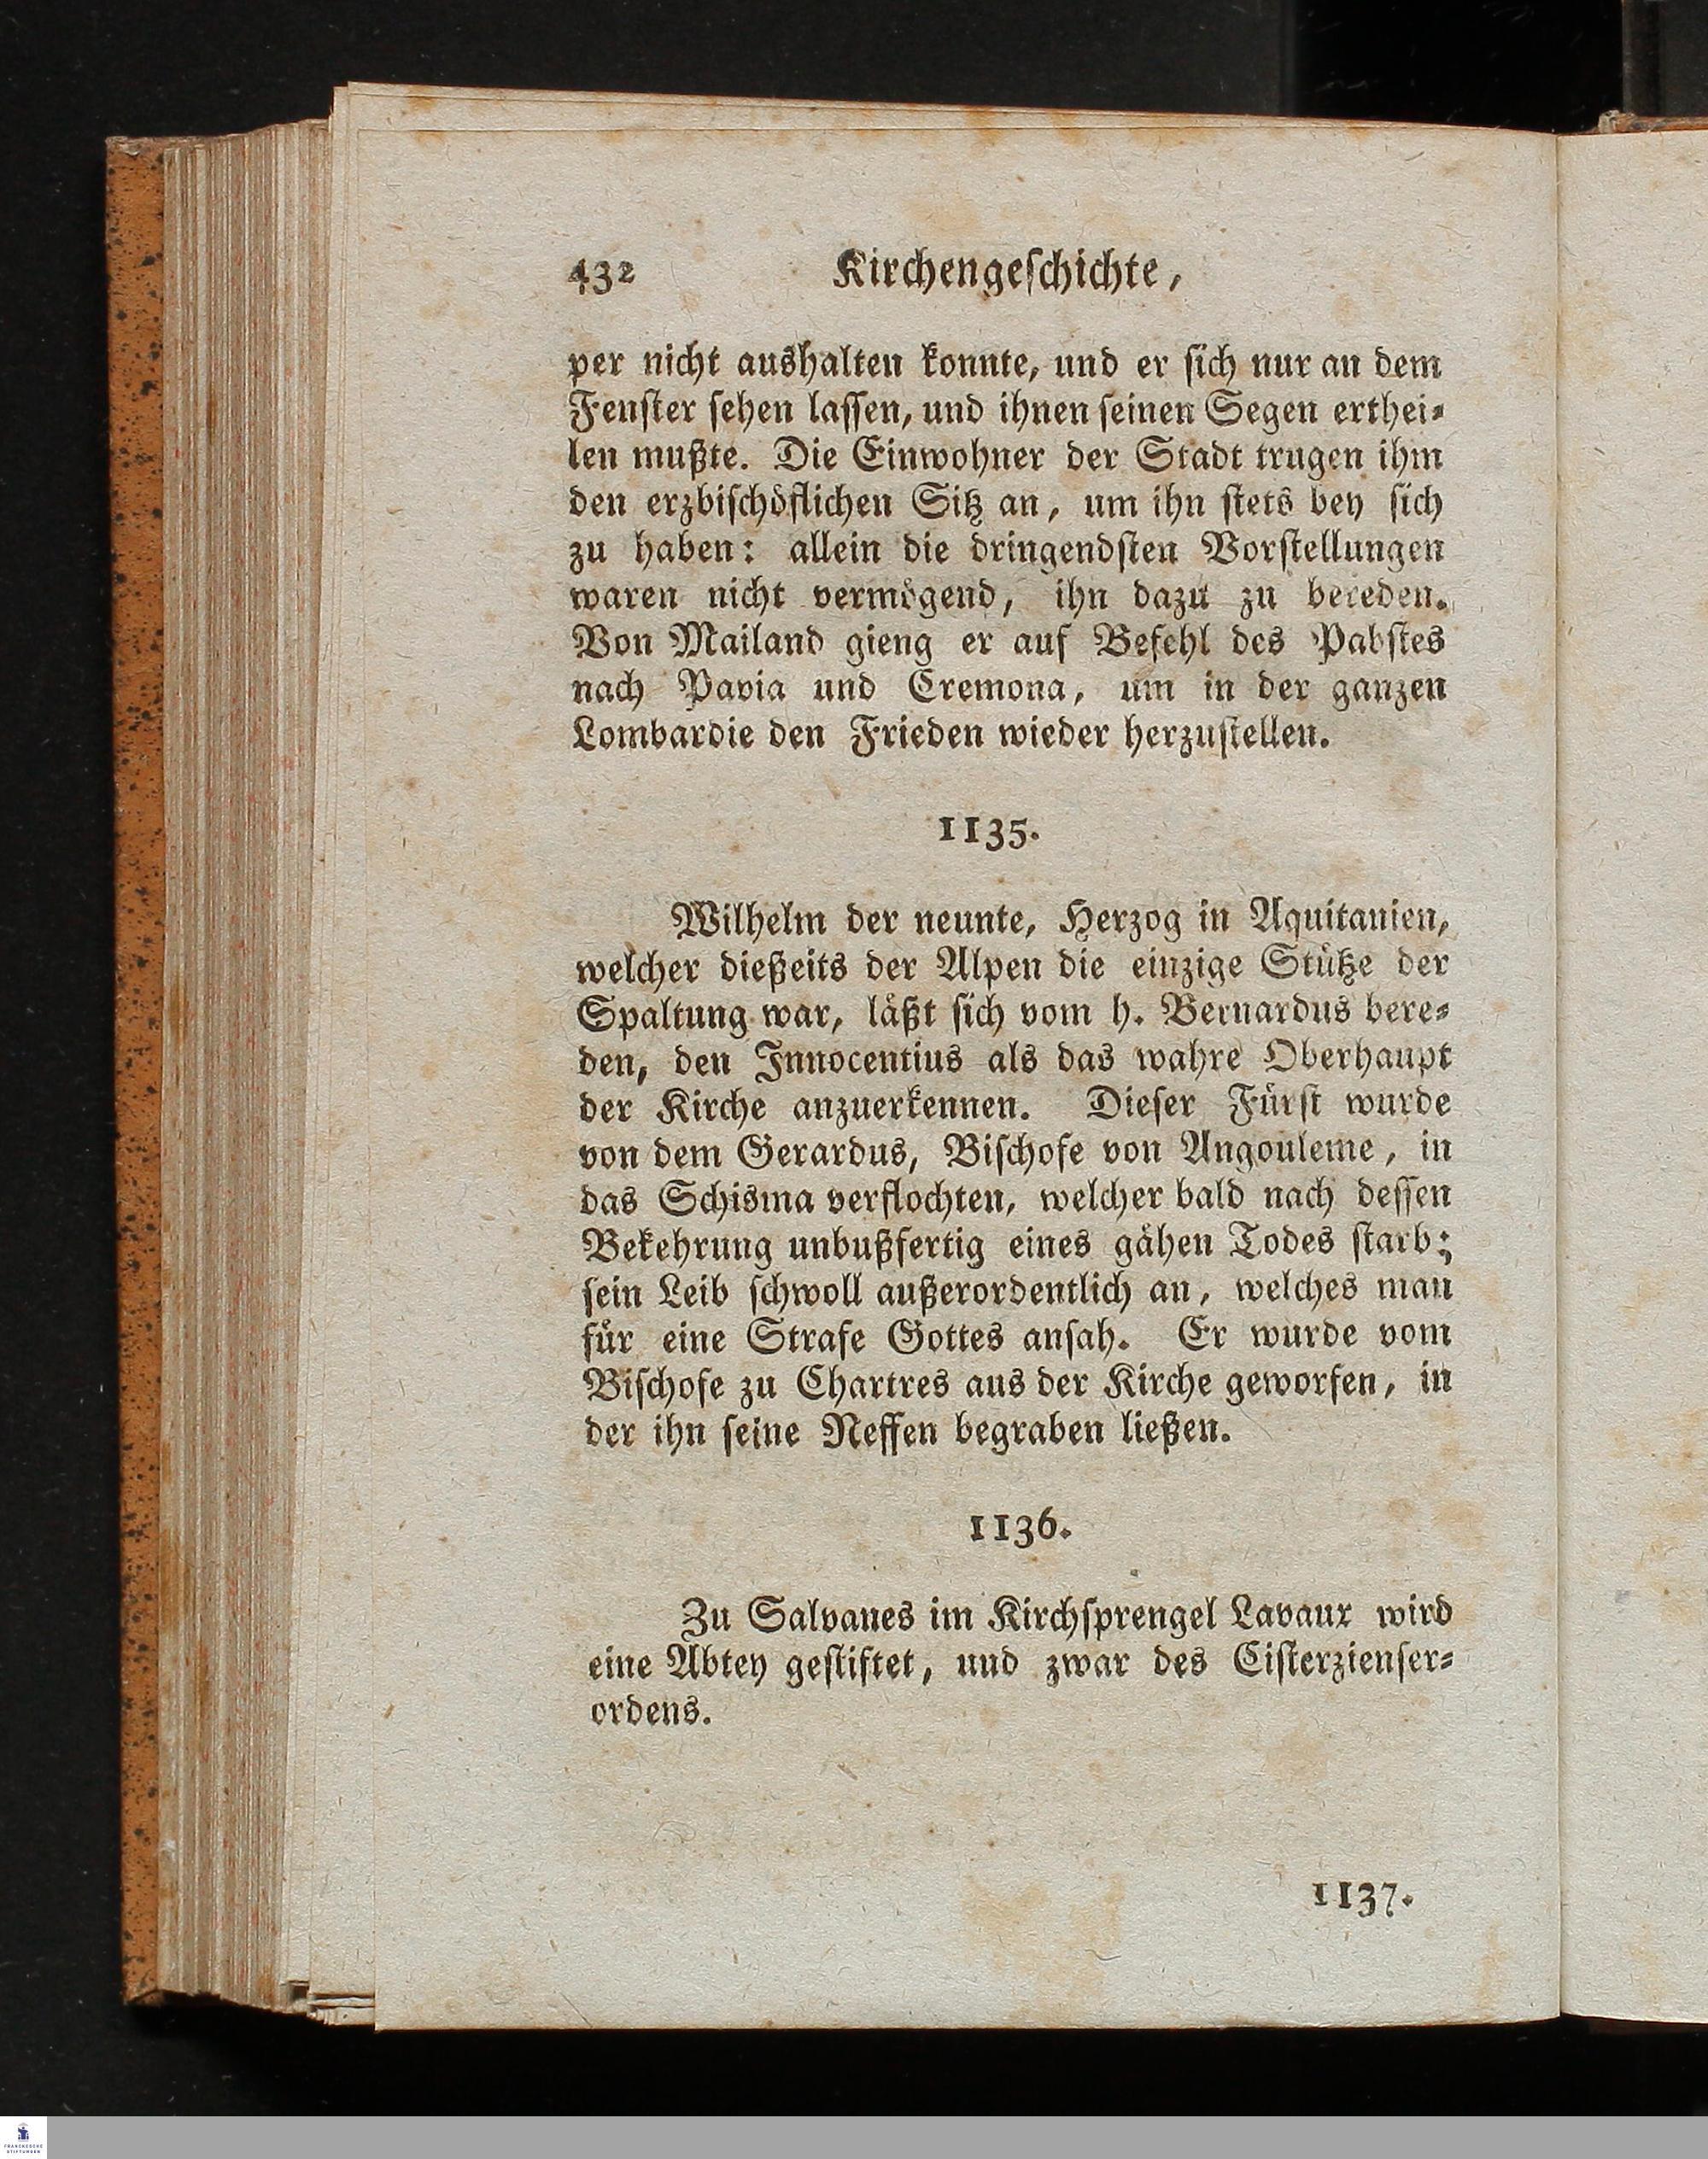 432 Kirchengeſchichte,
per nicht aushalten konnte, und er ſich nur an dem
Fenſter ſehen laſſen, und ihnen ſeinen Segen erthei⸗
len mußte. Die Einwohner der Stadt trugen ihm
den erzbiſchöflichen Sitz an, um ihn ſtets bey ſich
zu haben: allein die dringendſten Vorſtellungen
waren nicht vermögend, ihn dazu zu bereden.
Von Mailand gieng er auf Befehl des Pabſtes
nach Pavia und Cremona, um in der ganzen
Lombardie den Frieden wieder herzuſtellen.
1135.
Wilhelm der neunte, Herzog in Aquitanien,
welcher dießeits der Alpen die einzige Stütze der
Spaltung war, läßt ſich vom h. Bernardus bere⸗
den, den Innocentius als das wahre Oberhaupt
der Kirche anzuerkennen. Dieſer Fürſt wurde
von dem Gerardus, Biſchofe von Angouleme, in
das Schisma verflochten, welcher bald nach deſſen
Bekehrung unbußfertig eines gähen Todes ſtarb;
ſein Leib ſchwoll außerordentlich an, welches man
für eine Strafe Gottes anſah. Er wurde vom
Biſchofe zu Chartres aus der Kirche geworfen, in
der ihn ſeine Neffen begraben ließen.
1136.
Zu Salvanes im Kirchſprengel Lavaux wird
eine Abtey geſtiftet, und zwar des Ciſterzienſer⸗
ordens.
1137.
FRANCKESCHE
STIFTUNGEN